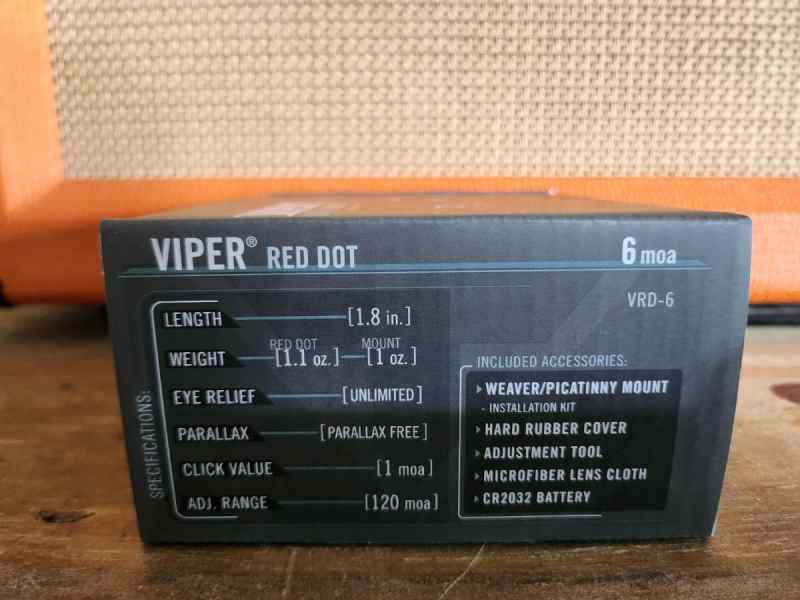 VIPER® RED DOT
6 moa
VRD-6
SPECIFICATIONS:
LENGTH [1.8 in.]
RED DOT MOUNT
WEIGHT [1.1 oz.] [1 oz.]
EYE RELIEF [UNLIMITED]
PARALLAX [PARALLAX FREE]
CLICK VALUE [1 moa]
ADJ. RANGE [120 moa]
INCLUDED ACCESSORIES:
WEAVER/PICATINNY MOUNT
- INSTALLATION KIT
HARD RUBBER COVER
ADJUSTMENT TOOL
MICROFIBER LENS CLOTH
CR2032 BATTERY